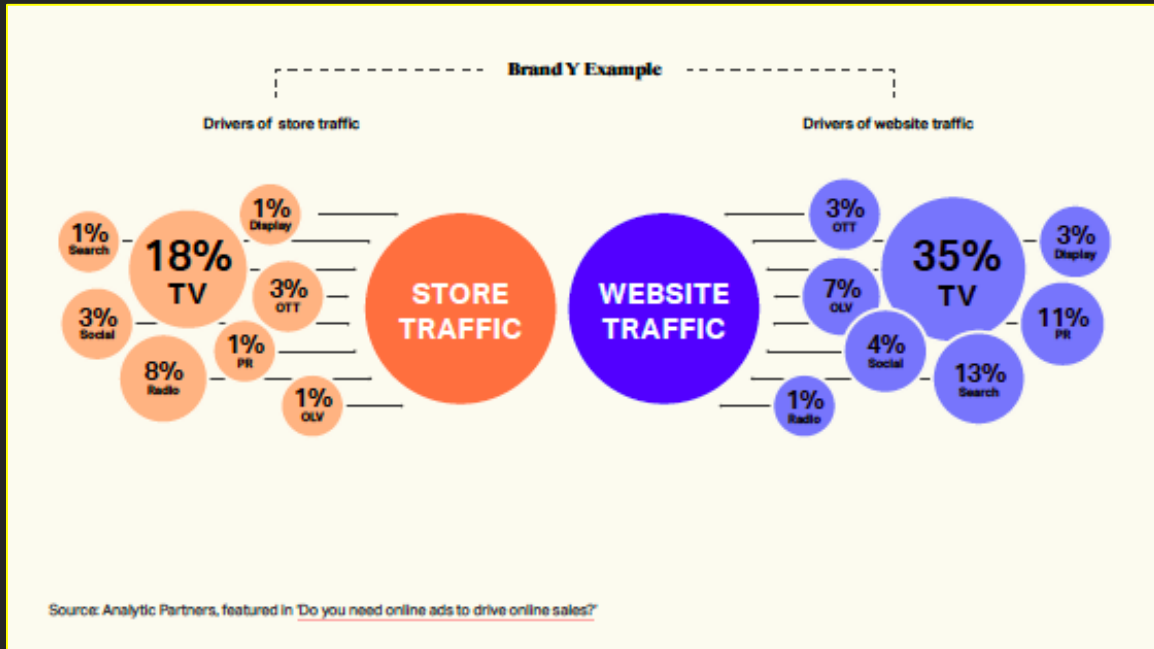 Brand Y Example
Drivers of store traffic
Drivers of website traffic
1%
Search
18%
TV
1%
Display
3%
OTT
3%
Social
1%
PR
8%
Radio
1%
OLV
STORE
TRAFFIC
WEBSITE
TRAFFIC
3%
OTT
35%
TV
3%
Display
7%
OLV
11%
PR
4%
Social
13%
Search
1%
Radio
Source: Analytic Partners, featured in 'Do you need online ads to drive online sales?'